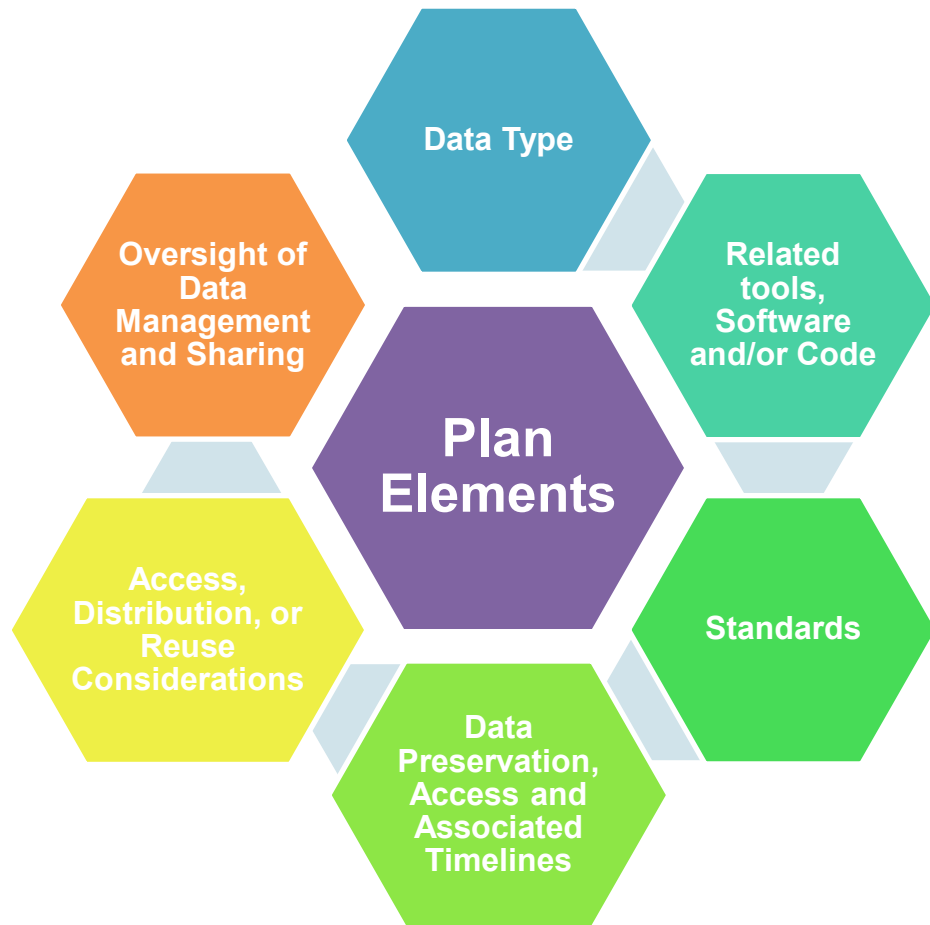 Data Type
Related
tools,
Software
and/or Code
Standards
Data
Preservation,
Access and
Associated
Timelines
Access,
Distribution, or
Reuse
Considerations
Oversight of
Data
Management
and Sharing
Plan
Elements